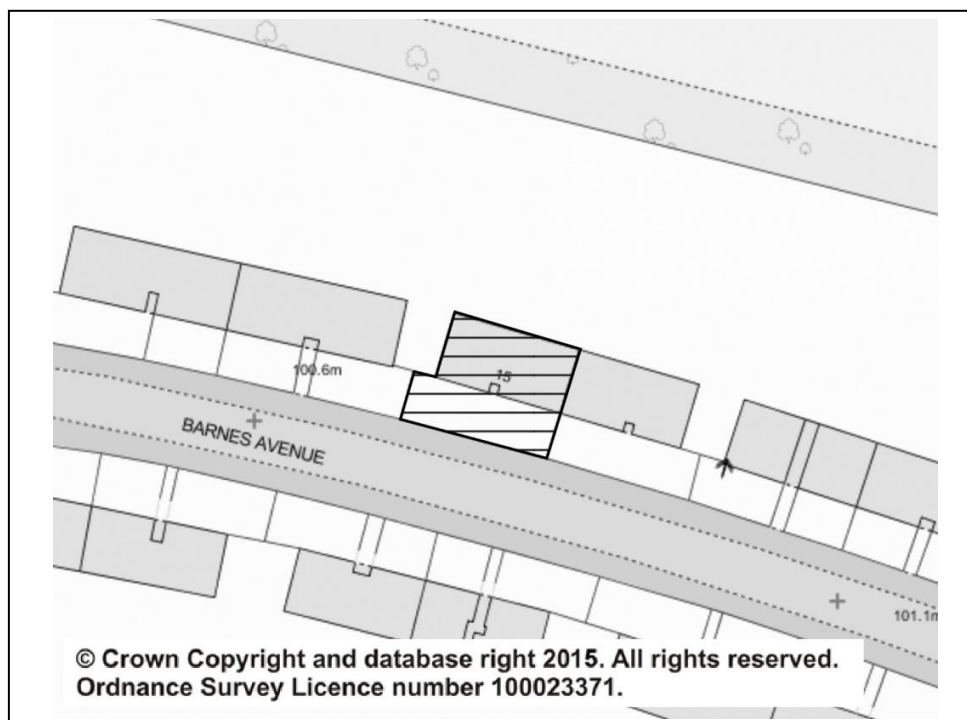 100.6m
15
BARNES AVENUE
101.1m
© Crown Copyright and database right 2015. All rights reserved.
Ordnance Survey Licence number 100023371.